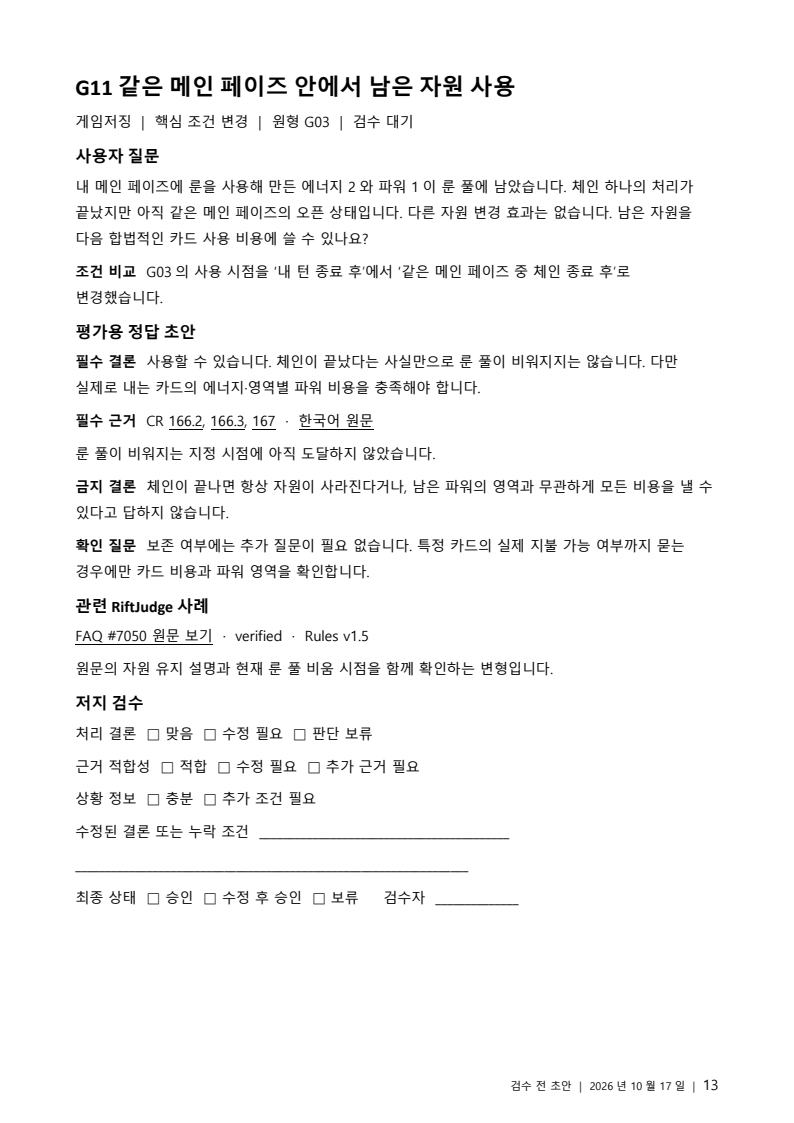 G11 같은 메인 페이즈 안에서 남은 자원 사용
게임저징 | 핵심 조건 변경 | 원형 G03 | 검수 대기
사용자 질문
내 메인 페이즈에 룬을 사용해 만든 에너지 2 와 파워 1 이 룬 풀에 남았습니다. 체인 하나의 처리가
끝났지만 아직 같은 메인 페이즈의 오픈 상태입니다. 다른 자원 변경 효과는 없습니다. 남은 자원을
다음 합법적인 카드 사용 비용에 쓸 수 있나요?
조건 비교 G03 의 사용 시점을 ‘내 턴 종료 후’에서 ‘같은 메인 페이즈 중 체인 종료 후’로
변경했습니다.
평가용 정답 초안
필수 결론 사용할 수 있습니다. 체인이 끝났다는 사실만으로 룬 풀이 비워지지는 않습니다. 다만
실제로 내는 카드의 에너지·영역별 파워 비용을 충족해야 합니다.
필수 근거 CR 166.2, 166.3, 167 · 한국어 원문
룬 풀이 비워지는 지정 시점에 아직 도달하지 않았습니다.
금지 결론 체인이 끝나면 항상 자원이 사라진다거나, 남은 파워의 영역과 무관하게 모든 비용을 낼 수
있다고 답하지 않습니다.
확인 질문 보존 여부에는 추가 질문이 필요 없습니다. 특정 카드의 실제 지불 가능 여부까지 묻는
경우에만 카드 비용과 파워 영역을 확인합니다.
관련 RiftJudge 사례
FAQ #7050 원문 보기 · verified · Rules v1.5
원문의 자원 유지 설명과 현재 룬 풀 비움 시점을 함께 확인하는 변형입니다.
저지 검수
처리 결론 □ 맞음 □ 수정 필요 □ 판단 보류
근거 적합성 □ 적합 □ 수정 필요 □ 추가 근거 필요
상황 정보 □ 충분 □ 추가 조건 필요
수정된 결론 또는 누락 조건 ______________________________
_______________________________________________
최종 상태 □ 승인 □ 수정 후 승인 □ 보류 검수자 __________
검수 전 초안 | 2026 년 10 월 17 일 | 13